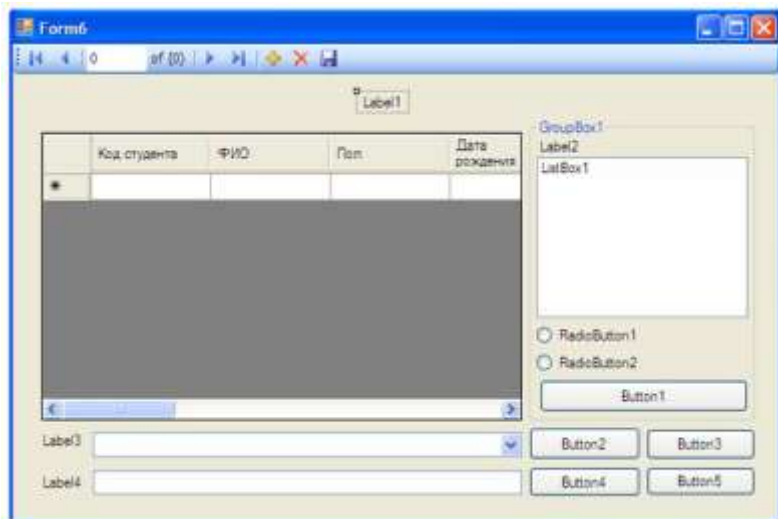 Form6
0 of {0}
Label1
Код студента ФИО Пол Дата рождения
GroupBox1
Label2
ListBox1
RadioButton1
RadioButton2
Button1
Label3
Button2 Button3
Label4
Button4 Button5